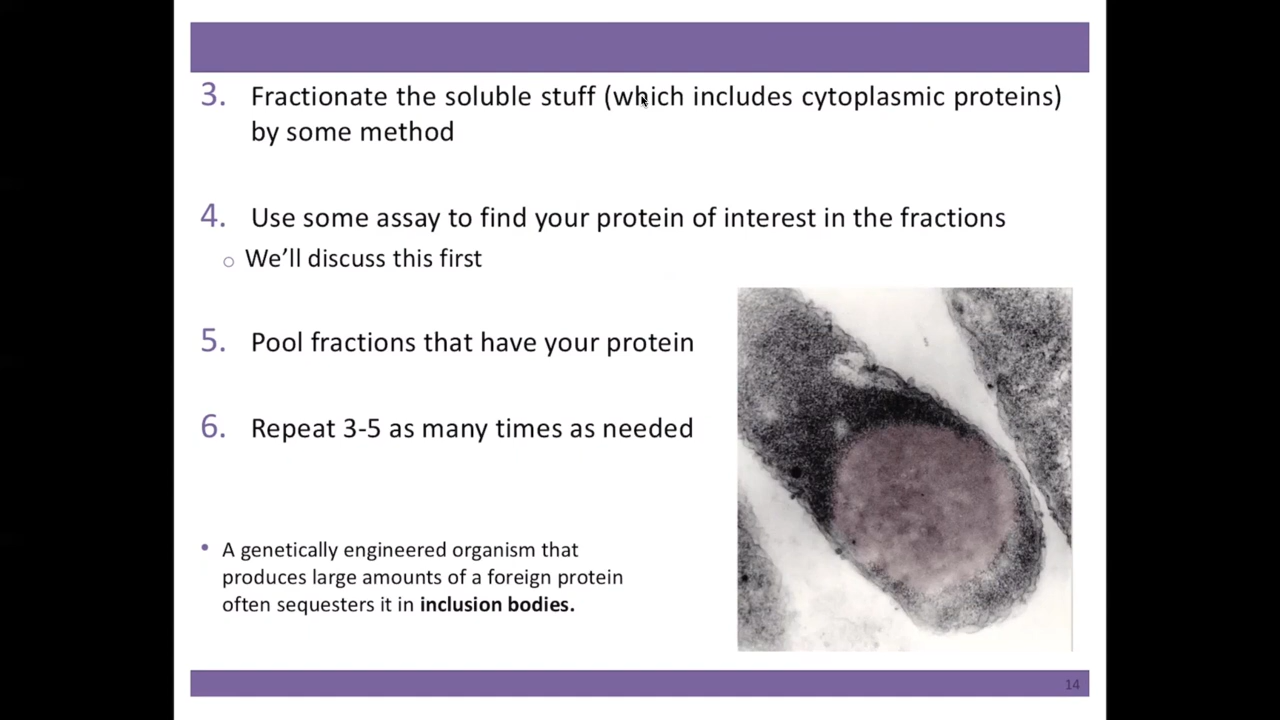 3. Fractionate the soluble stuff (which includes cytoplasmic proteins)
by some method
4. Use some assay to find your protein of interest in the fractions
○ We’ll discuss this first
5. Pool fractions that have your protein
6. Repeat 3-5 as many times as needed
• A genetically engineered organism that
produces large amounts of a foreign protein
often sequesters it in inclusion bodies.
14